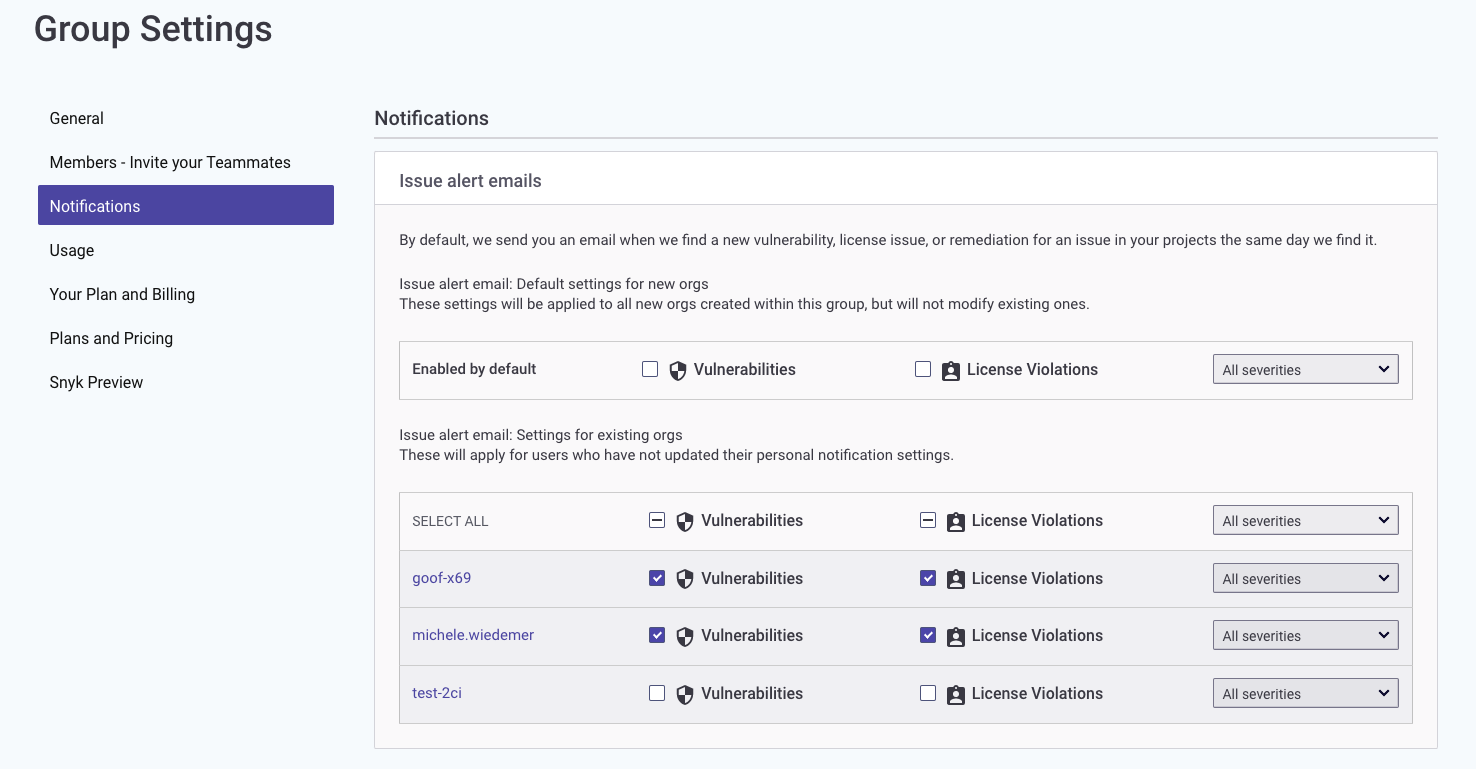 Group Settings
General
Members - Invite your Teammates
Notifications
Usage
Your Plan and Billing
Plans and Pricing
Snyk Preview
Notifications
Issue alert emails
By default, we send you an email when we find a new vulnerability, license issue, or remediation for an issue in your projects the same day we find it.
Issue alert email: Default settings for new orgs
These settings will be applied to all new orgs created within this group, but will not modify existing ones.
Enabled by default Vulnerabilities License Violations All severities
Issue alert email: Settings for existing orgs
These will apply for users who have not updated their personal notification settings.
SELECT ALL Vulnerabilities License Violations All severities
goof-x69 Vulnerabilities License Violations All severities
michele.wiedemer Vulnerabilities License Violations All severities
test-2ci Vulnerabilities License Violations All severities